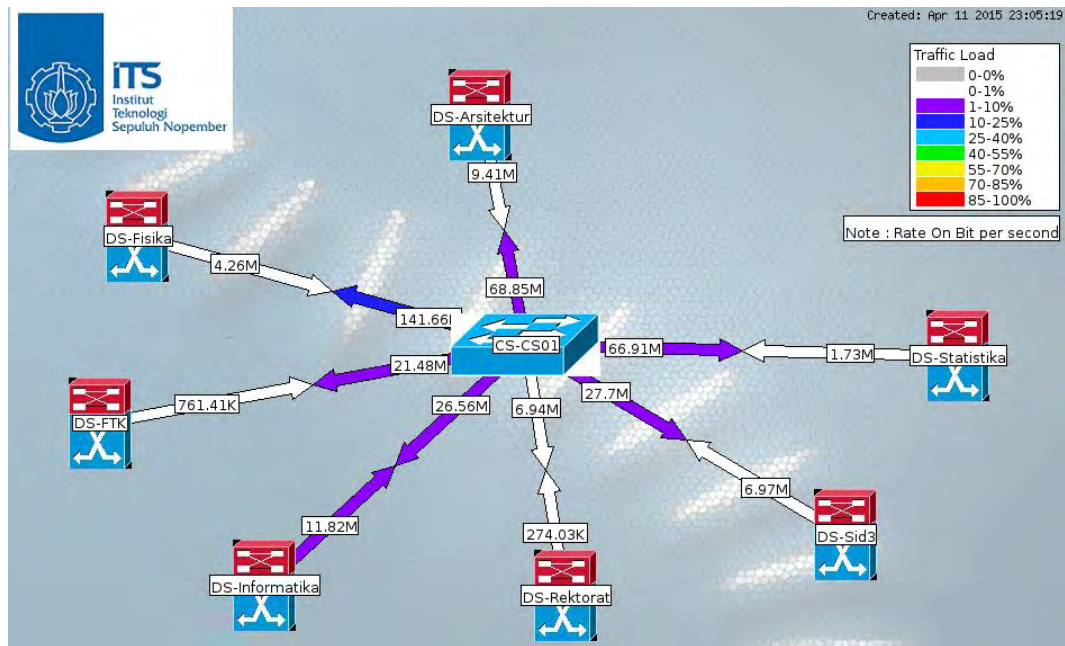 Created: Apr 11 2015 23:05:19
iTS
Institut
Teknologi
Sepuluh Nopember
Traffic Load
0-0%
0-1%
1-10%
10-25%
25-40%
40-55%
55-70%
70-85%
85-100%
Note : Rate On Bit per second
DS-Arsitektur
9.41M
DS-Fisika
4.26M
68.85M
141.66
CS-CS01
66.91M
1.73M
DS-Statistika
21.48M
27.7M
761.41K
26.56M
6.94M
DS-FTK
6.97M
11.82M
274.03K
DS-Sid3
DS-Informatika
DS-Rektorat